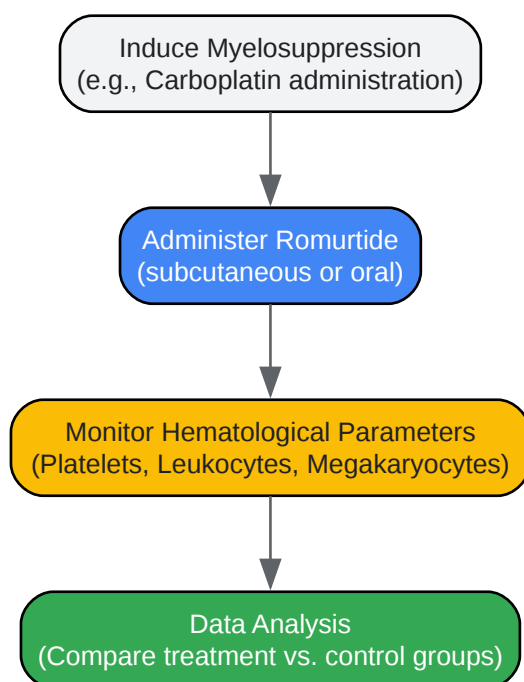 Induce Myelosuppression
(e.g., Carboplatin administration)
Administer Romurtide
(subcutaneous or oral)
Monitor Hematological Parameters
(Platelets, Leukocytes, Megakaryocytes)
Data Analysis
(Compare treatment vs. control groups)